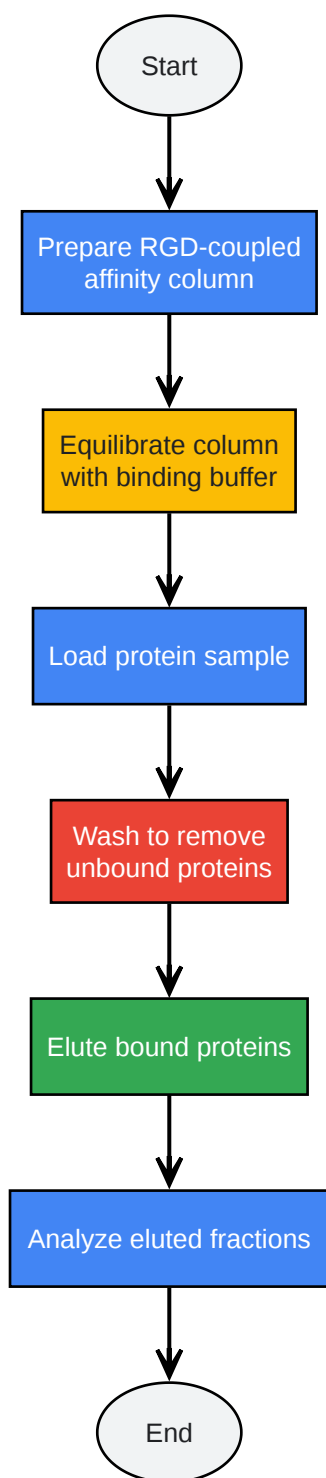 Start
Prepare RGD-coupled
affinity column
Equilibrate column
with binding buffer
Load protein sample
Wash to remove
unbound proteins
Elute bound proteins
Analyze eluted fractions
End